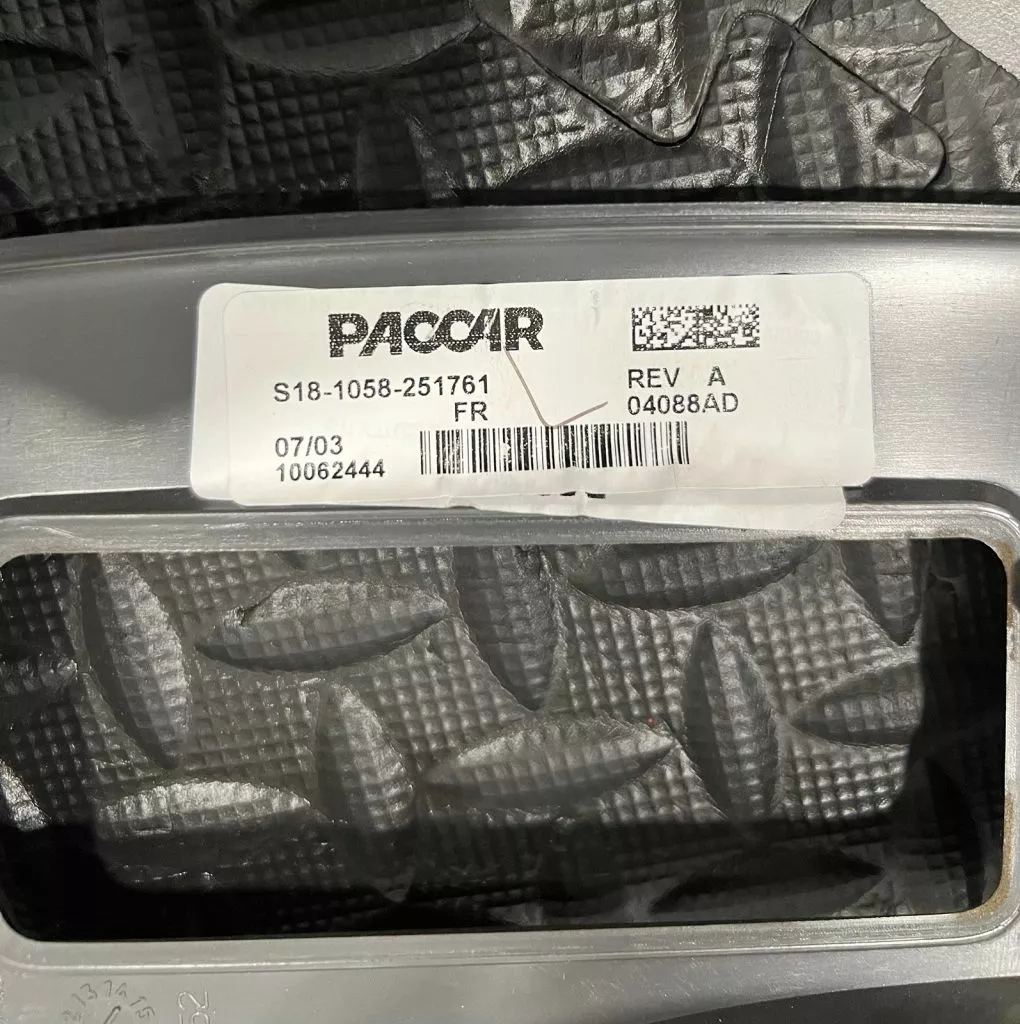 PACCAR
S18-1058-251761
FR
REV A
04088AD
07/03
10062444